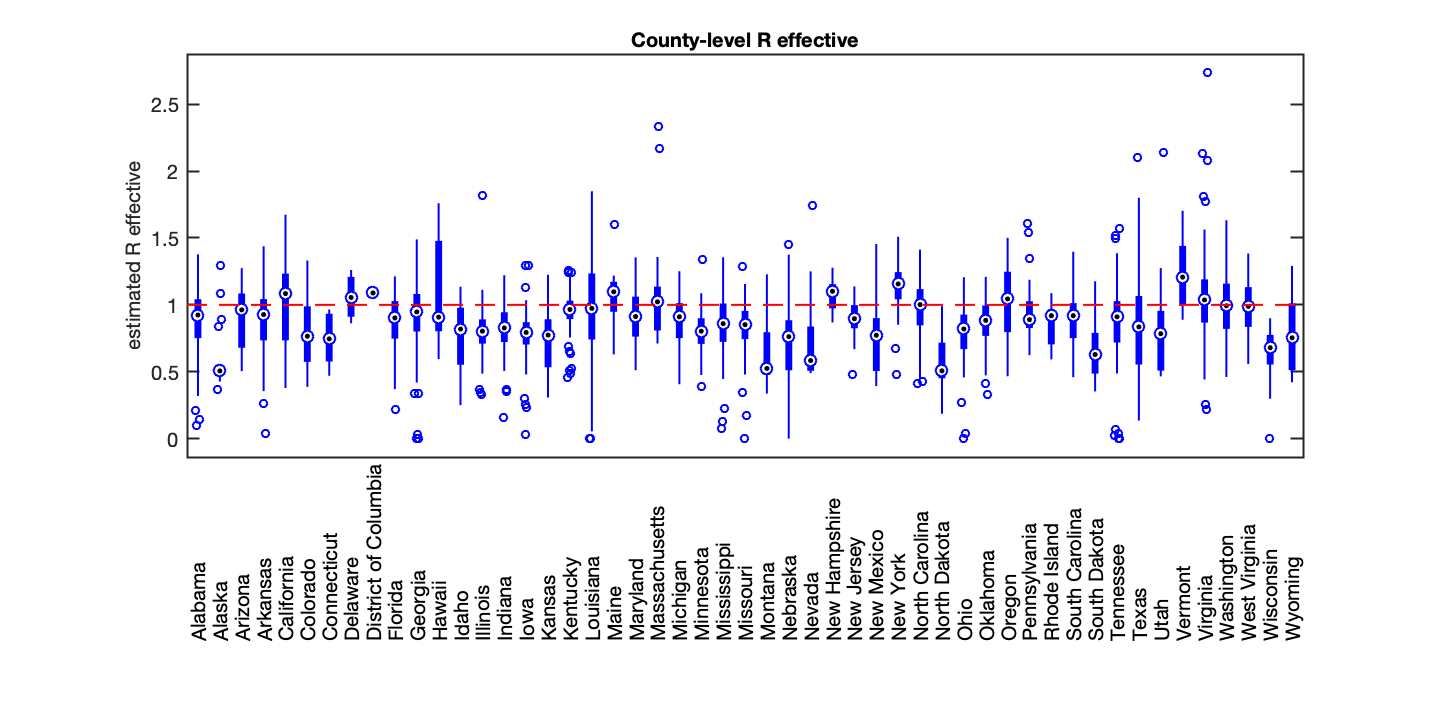 County-level R effective
estimated R effective
2.5
2
1.5
1
0.5
0
Alabama
Alaska
Arizona
Arkansas
California
Colorado
Connecticut
Delaware
District of Columbia
Florida
Georgia
Hawaii
Idaho
Illinois
Indiana
Iowa
Kansas
Kentucky
Louisiana
Maine
Maryland
Massachusetts
Michigan
Minnesota
Mississippi
Missouri
Montana
Nebraska
Nevada
New Hampshire
New Jersey
New Mexico
New York
North Carolina
North Dakota
Ohio
Oklahoma
Oregon
Pennsylvania
Rhode Island
South Carolina
South Dakota
Tennessee
Texas
Utah
Vermont
Virginia
Washington
West Virginia
Wisconsin
Wyoming